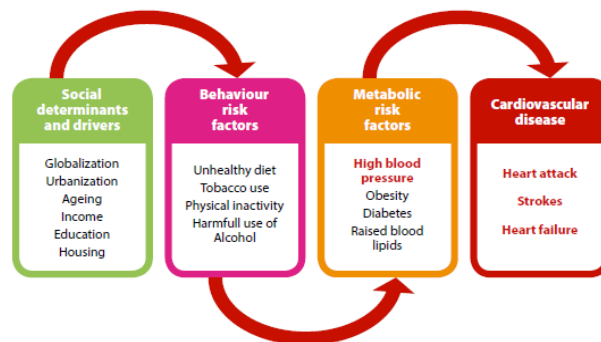 Social
determinants
and drivers
Globalization
Urbanization
Ageing
Income
Education
Housing
Behaviour
risk
factors
Unhealthy diet
Tobacco use
Physical inactivity
Harmfull use of
Alcohol
Metabolic
risk
factors
High blood
pressure
Obesity
Diabetes
Raised blood
lipids
Cardiovascular
disease
Heart attack
Strokes
Heart failure